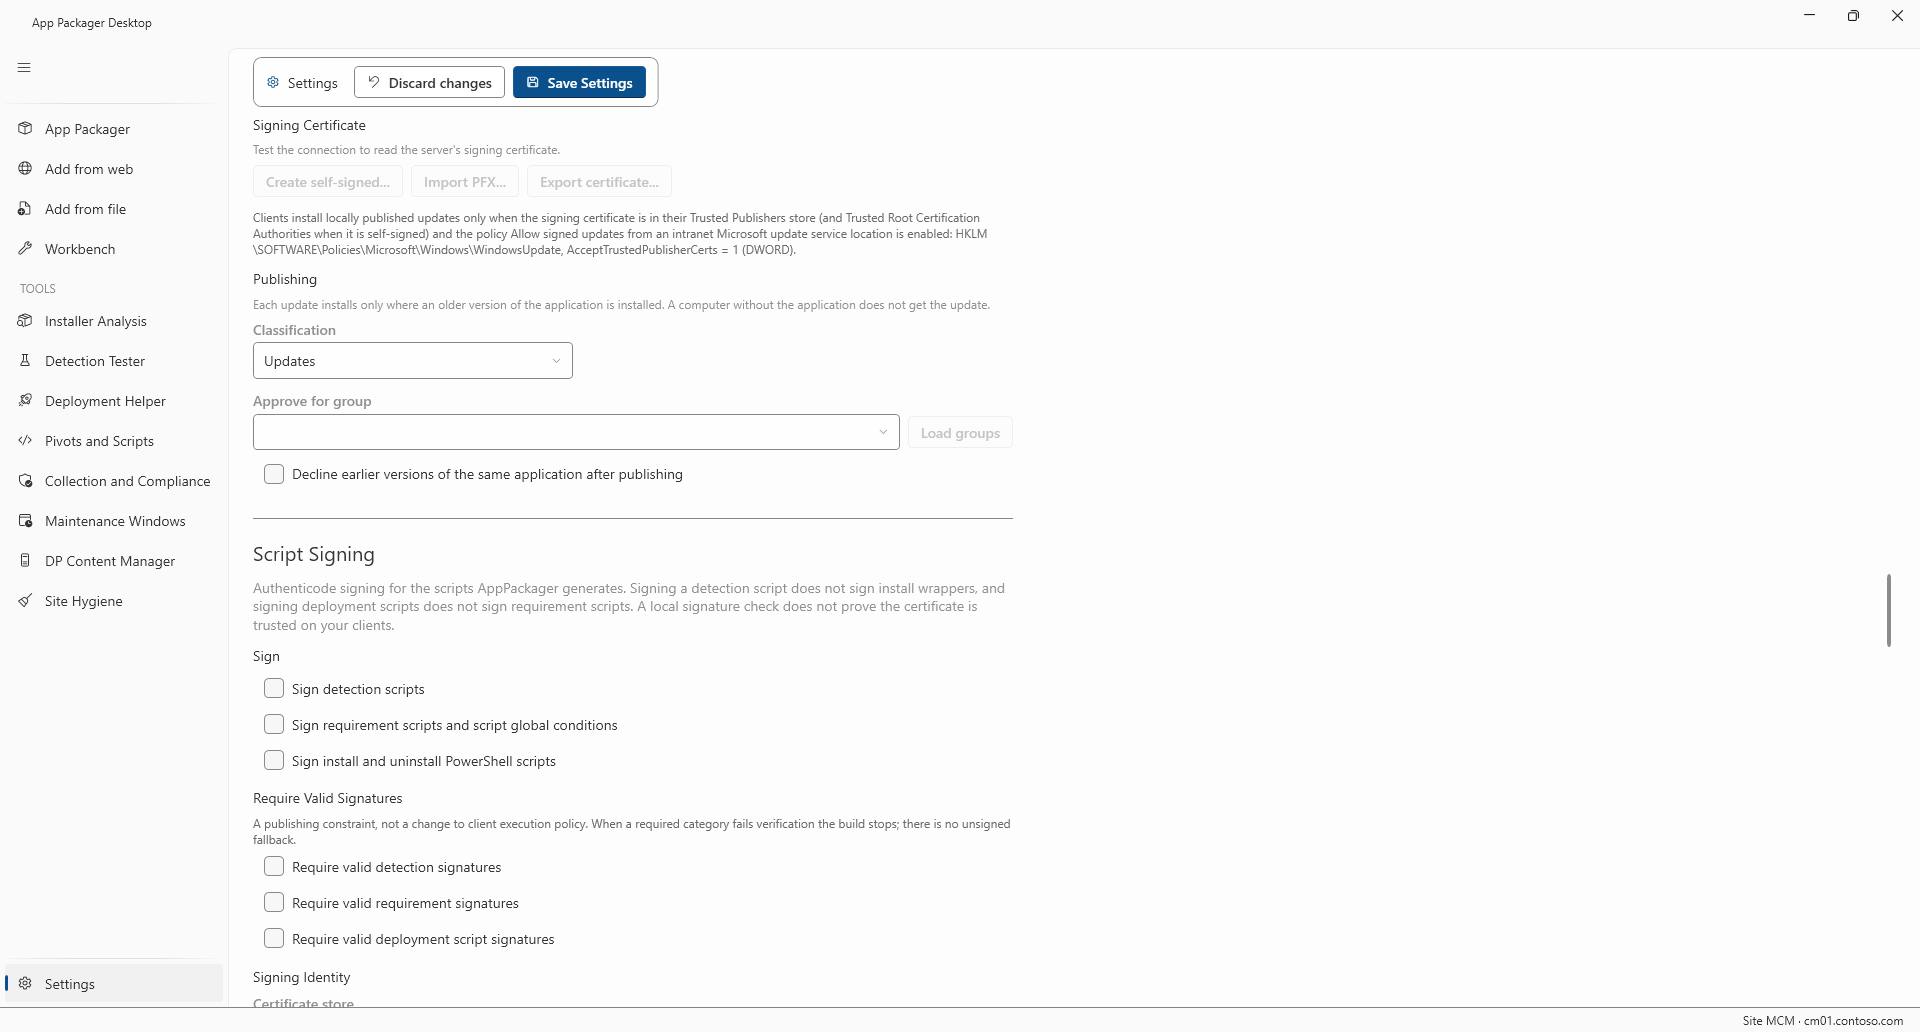 App Packager Desktop
Settings
Discard changes
Save Settings
App Packager
Add from web
Add from file
Workbench
TOOLS
Installer Analysis
Detection Tester
Deployment Helper
Pivots and Scripts
Collection and Compliance
Maintenance Windows
DP Content Manager
Site Hygiene
Settings
Signing Certificate
Test the connection to read the server's signing certificate.
Create self-signed...
Import PFX...
Export certificate...
Clients install locally published updates only when the signing certificate is in their Trusted Publishers store (and Trusted Root Certification
Authorities when it is self-signed) and the policy Allow signed updates from an intranet Microsoft update service location is enabled: HKLM
\SOFTWARE\Policies\Microsoft\Windows\WindowsUpdate, AcceptTrustedPublisherCerts = 1 (DWORD).
Publishing
Each update installs only where an older version of the application is installed. A computer without the application does not get the update.
Classification
Updates
Approve for group
Load groups
Decline earlier versions of the same application after publishing
Script Signing
Authenticode signing for the scripts AppPackager generates. Signing a detection script does not sign install wrappers, and
signing deployment scripts does not sign requirement scripts. A local signature check does not prove the certificate is
trusted on your clients.
Sign
Sign detection scripts
Sign requirement scripts and script global conditions
Sign install and uninstall PowerShell scripts
Require Valid Signatures
A publishing constraint, not a change to client execution policy. When a required category fails verification the build stops; there is no unsigned
fallback.
Require valid detection signatures
Require valid requirement signatures
Require valid deployment script signatures
Signing Identity
Certificate store
Site MCM · cm01.contoso.com